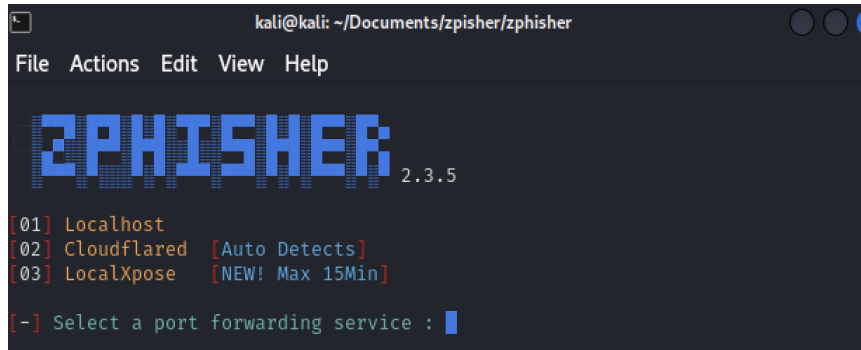 kali@kali: ~/Documents/zpisher/zphisher
File Actions Edit View Help
ZPHISHER 2.3.5
[01] Localhost
[02] Cloudflared [Auto Detects]
[03] LocalXpose [NEW! Max 15Min]
[-] Select a port forwarding service :